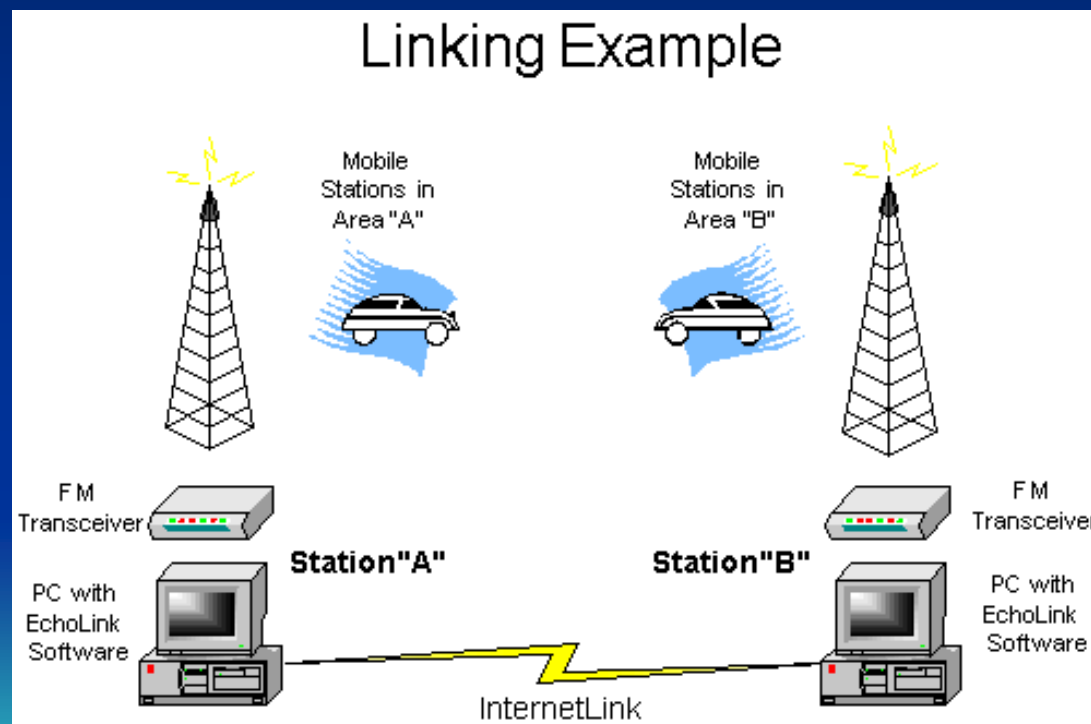 Linking Example
Mobile
Stations in
Area "A"
Mobile
Stations in
Area "B"
FM
Transceiver
FM
Transceiver
Station"A"
Station"B"
PC with
EchoLink
Software
PC with
EchoLink
Software
InternetLink